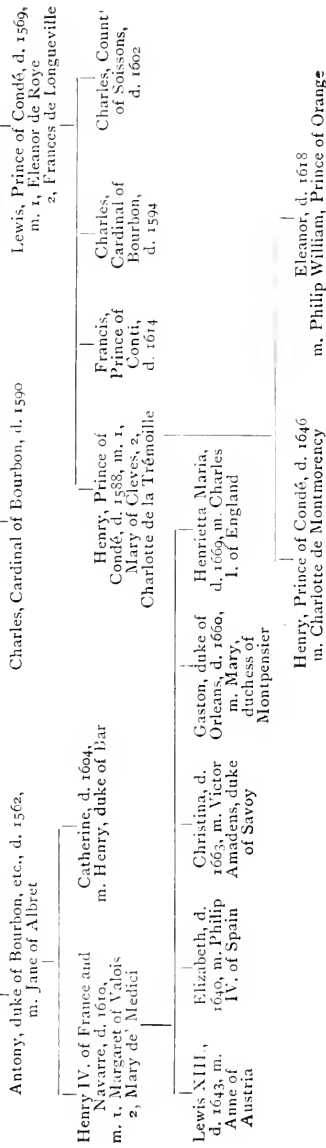 Antony, duke of Bourbon, etc., d. 1562,
m. Jane of Albret
Charles, Cardinal of Bourbon, d. 1590
Lewis, Prince of Condé, d. 1569,
m. 1, Eleanor de Roye
2, Frances de Longueville
Henry IV. of France and
Navarre, d. 1610,
m. 1, Margaret of Valois
2, Mary de' Medici
Catherine, d. 1604,
m. Henry, duke of Bar
Henry, Prince of
Condé, d. 1588, m. 1,
Mary of Cleves, 2,
Charlotte de la Trémoille
Francis,
Prince of
Conti,
d. 1614
Charles,
Cardinal of
Bourbon,
d. 1594
Charles, Count
of Soissons,
d. 1602
Lewis XIII.,
d. 1643, m.
Anne of
Austria
Elizabeth, d.
1640, m. Philip
IV. of Spain
Christina, d.
1663, m. Victor
Amadens, duke
of Savoy
Gaston, duke of
Orleans, d. 1660,
m. Mary,
duchess of
Montpensier
Henrietta Maria,
d. 1669, m. Charles
I. of England
Henry, Prince of Condé, d. 1646
m. Charlotte de Montmorency
Eleanor, d. 1618
m. Philip William, Prince of Orange